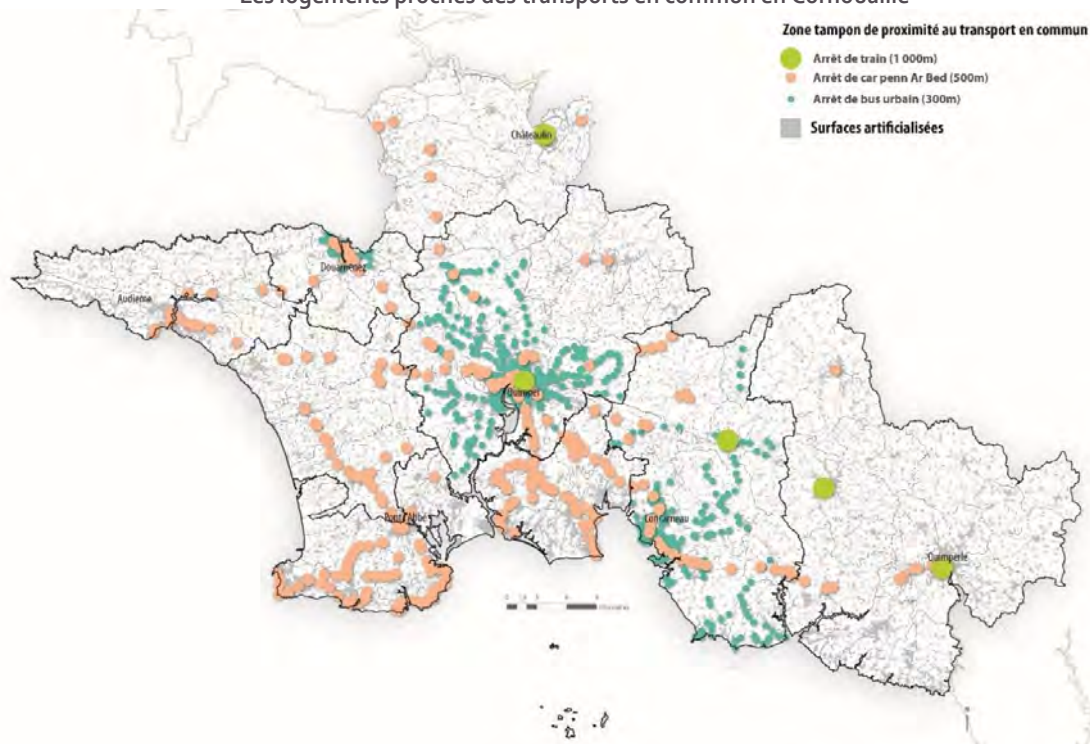 Les logements proches des transports en commun en Cornouaille
Zone tampon de proximité au transport en commun
Arrêt de train (1 000m)
Arrêt de car penn Ar Bed (500m)
Arrêt de bus urbain (300m)
Surfaces artificialisées
Châteaulin
Douarnenez
Audierne
Quimper
Concarneau
Pont l'Abbé
Quimperlé